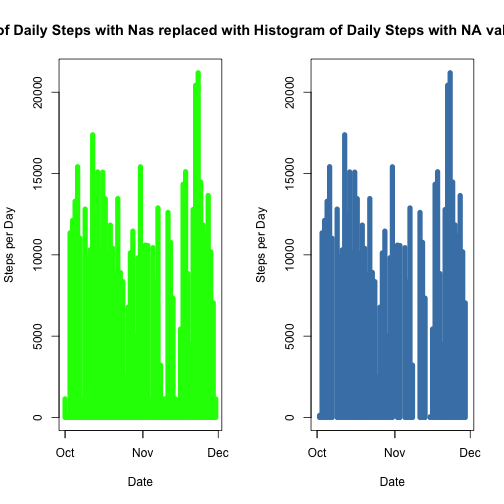 of Daily Steps with Nas replaced with Histogram of Daily Steps with NA val
Steps per Day
0
5000
10000
15000
20000
Oct
Nov
Dec
Date
Steps per Day
0
5000
10000
15000
20000
Oct
Nov
Dec
Date